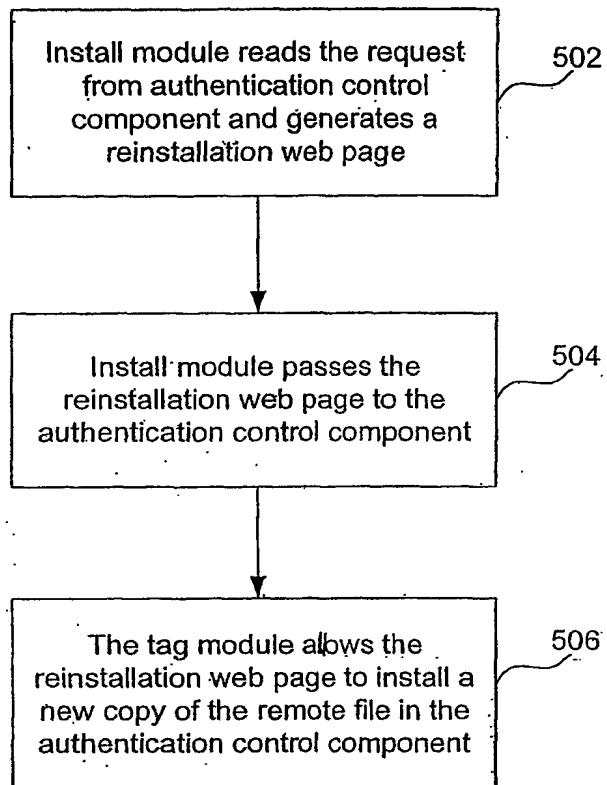 Install module reads the request
from authentication control
component and generates a
reinstallation web page
502
Install module passes the
reinstallation web page to the
authentication control component
504
The tag module allows the
reinstallation web page to install a
new copy of the remote file in the
authentication control component
506